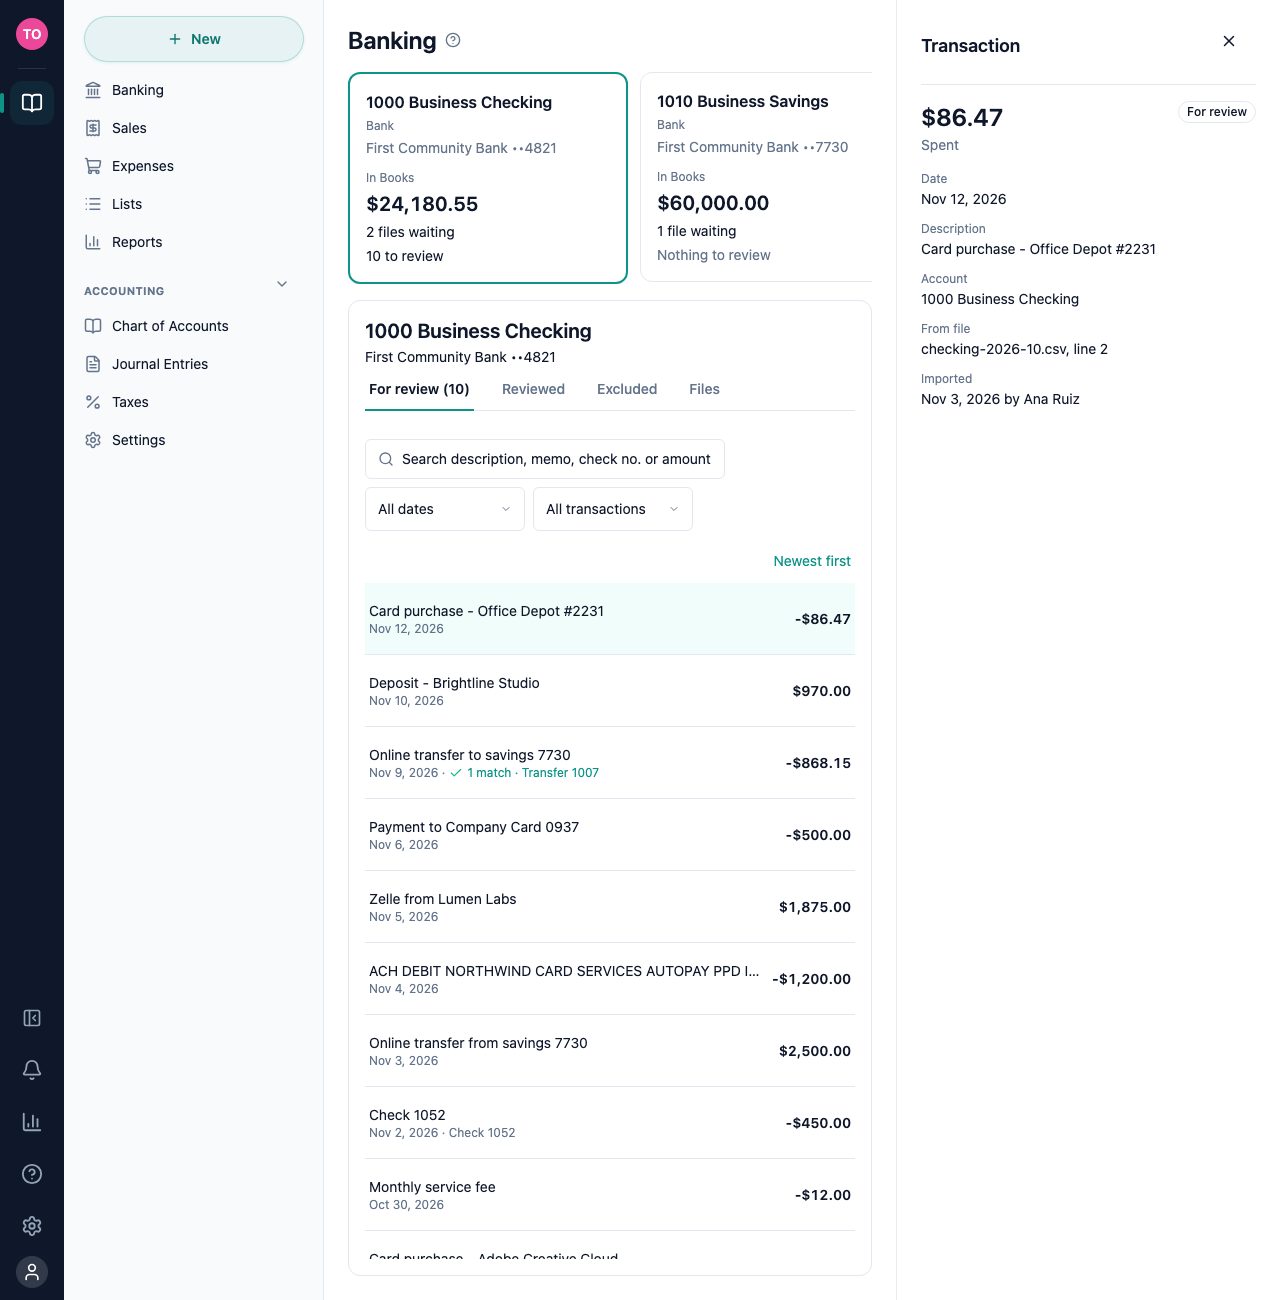 TO
New
Banking
Sales
Expenses
Lists
Reports
ACCOUNTING
Chart of Accounts
Journal Entries
Taxes
Settings
Banking
1000 Business Checking
Bank
First Community Bank ••4821
In Books
$24,180.55
2 files waiting
10 to review
1010 Business Savings
Bank
First Community Bank ••7730
In Books
$60,000.00
1 file waiting
Nothing to review
1000 Business Checking
First Community Bank ••4821
For review (10) Reviewed Excluded Files
Search description, memo, check no. or amount
All dates All transactions
Newest first
Card purchase - Office Depot #2231
Nov 12, 2026
-$86.47
Deposit - Brightline Studio
Nov 10, 2026
$970.00
Online transfer to savings 7730
Nov 9, 2026 · 1 match · Transfer 1007
-$868.15
Payment to Company Card 0937
Nov 6, 2026
-$500.00
Zelle from Lumen Labs
Nov 5, 2026
$1,875.00
ACH DEBIT NORTHWIND CARD SERVICES AUTOPAY PPD I...
Nov 4, 2026
-$1,200.00
Online transfer from savings 7730
Nov 3, 2026
$2,500.00
Check 1052
Nov 2, 2026 · Check 1052
-$450.00
Monthly service fee
Oct 30, 2026
-$12.00
Card purchase - Adobe Creative Cloud
Transaction
$86.47
For review
Spent
Date
Nov 12, 2026
Description
Card purchase - Office Depot #2231
Account
1000 Business Checking
From file
checking-2026-10.csv, line 2
Imported
Nov 3, 2026 by Ana Ruiz